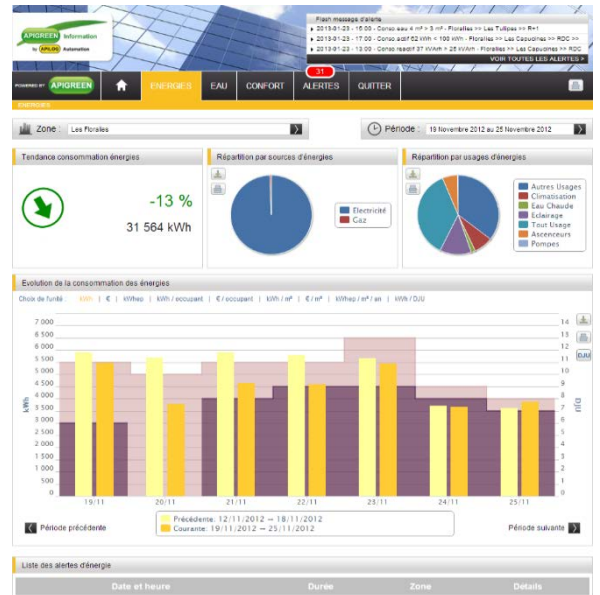 APIGREEN Information
by APILOG Automation
Flash message d'alerte
2013-01-23 - 18:00 - Conso eau 4 m³ > 3 m³ - Floralies >> Les Tulipes >> R+1
2013-01-23 - 17:00 - Conso actif 62 kWh < 100 kWh - Floralies >> Les Capucines >> RDC >>
2013-01-23 - 13:00 - Conso reactif 37 kVArh > 25 kVArh - Floralies >> Les Capucines >> RDC
VOIR TOUTES LES ALERTES >
31
POWERED BY APIGREEN ENERGIES EAU CONFORT ALERTES QUITTER
ENERGIES
Zone : Les Floralies
Période : 19 Novembre 2012 au 25 Novembre 2012
Tendance consommation énergies
-13 %
31 564 kWh
Répartition par sources d'énergies
Electricité
Gaz
Répartition par usages d'énergies
Autres Usages
Climatisation
Eau Chaude
Eclairage
Tout Usage
Ascenceurs
Pompes
Evolution de la consommation des énergies
Choix de l'unité : kWh | € | kWhep | kWh / occupant | € / occupant | kWh / m² | € / m² | kWhep / m² / an | kWh / DJU
7 000
6 500
6 000
5 500
5 000
4 500
4 000
3 500
3 000
2 500
2 000
1 500
1 000
500
0
kWh
14
13
12
11
10
9
8
7
6
5
4
3
2
1
0
DJU
DJU
19/11 20/11 21/11 22/11 23/11 24/11 25/11
Période précédente
Précédente: 12/11/2012 → 18/11/2012
Courante: 19/11/2012 → 25/11/2012
Période suivante
Liste des alertes d'énergie
Date et heure Durée Zone Détails